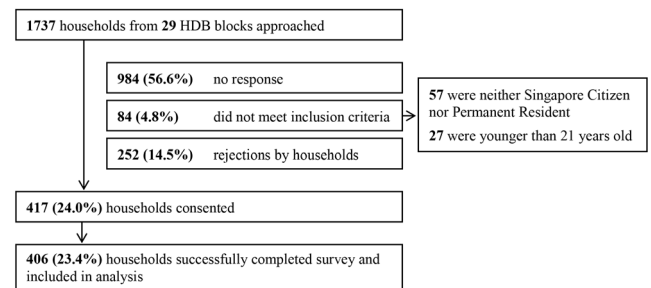 1737 households from 29 HDB blocks approached
984 (56.6%) no response
84 (4.8%) did not meet inclusion criteria
252 (14.5%) rejections by households
57 were neither Singapore Citizen
nor Permanent Resident
27 were younger than 21 years old
417 (24.0%) households consented
406 (23.4%) households successfully completed survey and
included in analysis